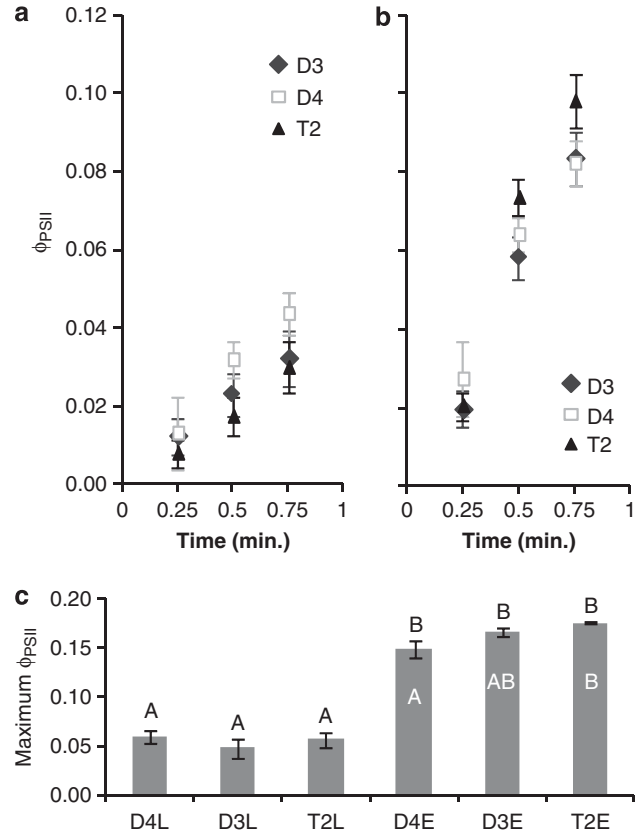 a
0.12
0.10
0.08
0.06
0.04
0.02
0.00
ϕPSII
D3
D4
T2
0 0.25 0.5 0.75 1
Time (min.)
b
D3
D4
T2
0 0.25 0.5 0.75 1
Time (min.)
c
0.20
0.15
0.10
0.05
0.00
Maximum ϕPSII
A A A B B B
A AB B
D4L D3L T2L D4E D3E T2E